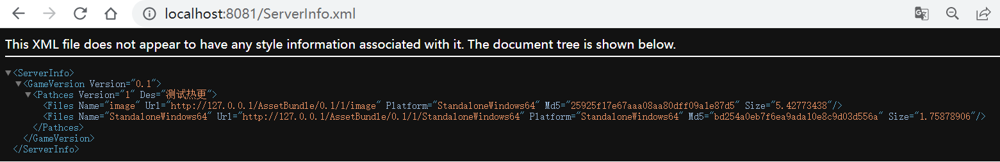 localhost:8081/ServerInfo.xml
This XML file does not appear to have any style information associated with it. The document tree is shown below.
▼<ServerInfo>
▼<GameVersion Version="0.1">
▼<Pathces Version="1" Des="测试热更">
<Files Name="image" Url="http://127.0.0.1/AssetBundle/0.1/1/image" Platform="StandaloneWindows64" Md5="25925f17e67aaa08aa80dff09a1e87d5" Size="5.42773438"/>
<Files Name="StandaloneWindows64" Url="http://127.0.0.1/AssetBundle/0.1/1/StandaloneWindows64" Platform="StandaloneWindows64" Md5="bd254a0eb7f6ea9ada10e8c9d03d556a" Size="1.75878906"/>
</Pathces>
</GameVersion>
</ServerInfo>